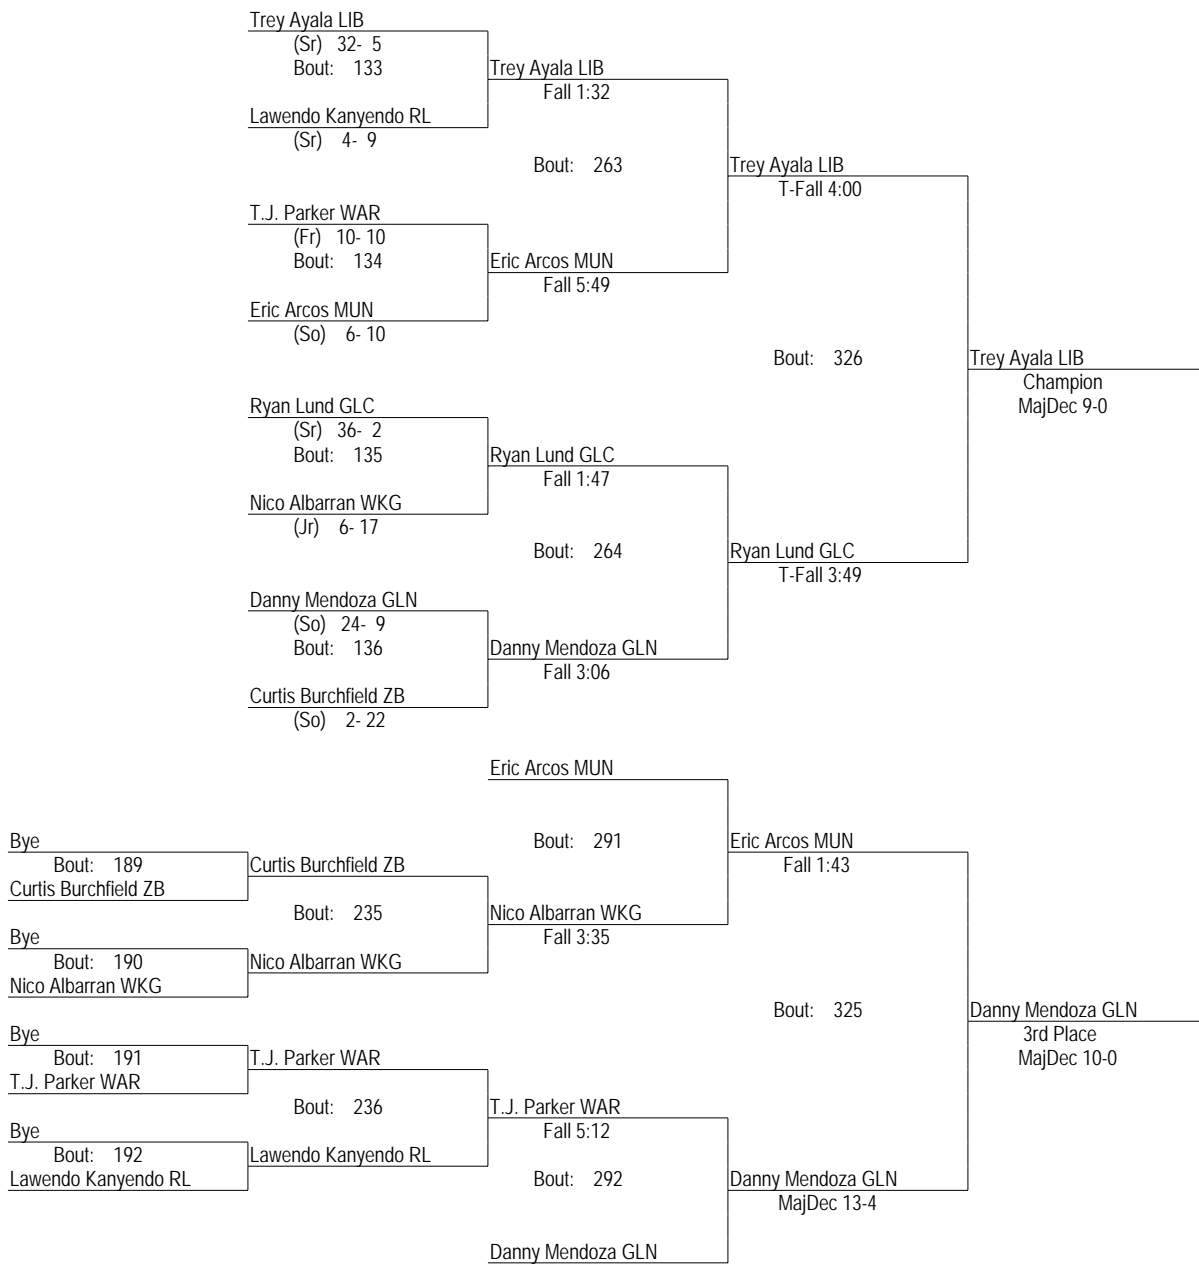 Trey Ayala LIB
(Sr) 32- 5
Bout: 133
Trey Ayala LIB
Fall 1:32
Lawendo Kanyendo RL
(Sr) 4- 9
Bout: 263
Trey Ayala LIB
T-Fall 4:00
T.J. Parker WAR
(Fr) 10- 10
Bout: 134
Eric Arcos MUN
Fall 5:49
Eric Arcos MUN
(So) 6- 10
Bout: 326
Trey Ayala LIB
Champion
MajDec 9-0
Ryan Lund GLC
(Sr) 36- 2
Bout: 135
Ryan Lund GLC
Fall 1:47
Nico Albarran WKG
(Jr) 6- 17
Bout: 264
Ryan Lund GLC
T-Fall 3:49
Danny Mendoza GLN
(So) 24- 9
Bout: 136
Danny Mendoza GLN
Fall 3:06
Curtis Burchfield ZB
(So) 2- 22
Eric Arcos MUN
Bout: 291
Eric Arcos MUN
Fall 1:43
Bye
Bout: 189
Curtis Burchfield ZB
Curtis Burchfield ZB
Bout: 235
Nico Albarran WKG
Fall 3:35
Bye
Bout: 190
Nico Albarran WKG
Nico Albarran WKG
Bout: 325
Danny Mendoza GLN
3rd Place
MajDec 10-0
Bye
Bout: 191
T.J. Parker WAR
T.J. Parker WAR
Bout: 236
T.J. Parker WAR
Fall 5:12
Bye
Bout: 192
Lawendo Kanyendo RL
Lawendo Kanyendo RL
Bout: 292
Danny Mendoza GLN
MajDec 13-4
Danny Mendoza GLN